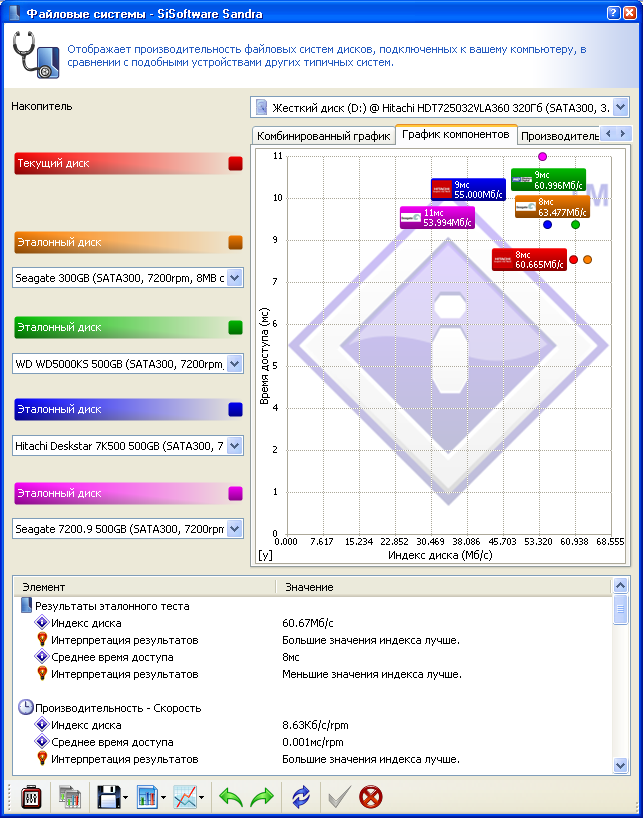 Файловые системы - SiSoftware Sandra
Отображает производительность файловых систем дисков, подключенных к вашему компьютеру, в
сравнении с подобными устройствами других типичных систем.
Накопитель
Жесткий диск (D:) @ Hitachi HDT725032VLA360 320Гб (SATA300, 3.
Комбинированный график
График компонентов
Производитель
Текущий диск
Эталонный диск
Seagate 300GB (SATA300, 7200rpm, 8MB c
Эталонный диск
WD WD5000KS 500GB (SATA300, 7200rpm,
Эталонный диск
Hitachi Deskstar 7K500 500GB (SATA300, 7
Эталонный диск
Seagate 7200.9 500GB (SATA300, 7200rpm
11
10
9
7
6
5
4
2
1
0
Время доступа (мс)
9мс
60.996Мб/с
9мс
55.000Мб/с
8мс
63.477Мб/с
11мс
53.994Мб/с
8мс
60.665Мб/с
0.000 7.617 15.234 22.852 30.469 38.086 45.703 53.320 60.938 68.555
[y] Индекс диска (Мб/с)
Элемент Значение
Результаты эталонного теста
Индекс диска 60.67Мб/с
Интерпретация результатов Большие значения индекса лучше.
Среднее время доступа 8мс
Интерпретация результатов Меньшие значения индекса лучше.
Производительность - Скорость
Индекс диска 8.63Кб/с/rpm
Среднее время доступа 0.001мс/rpm
Интерпретация результатов Большие значения индекса лучше.